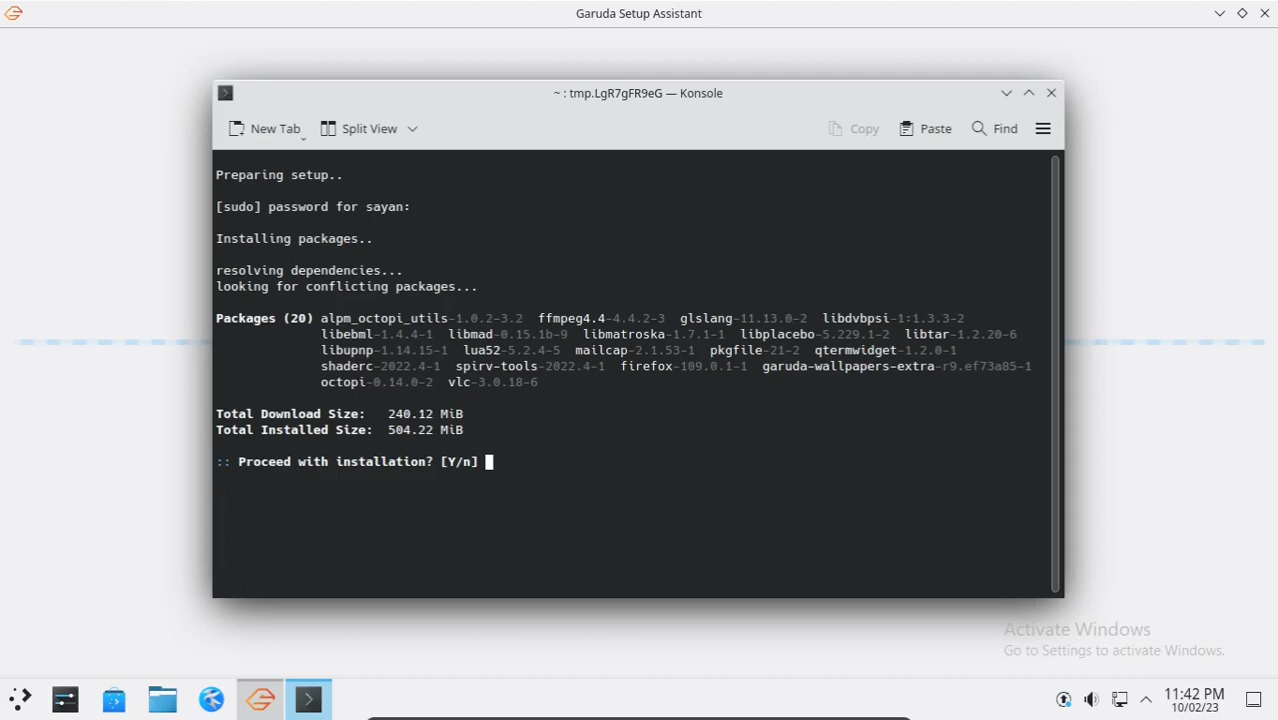 Garuda Setup Assistant
~ : tmp.LgR7gFR9eG — Konsole
New Tab Split View Copy Paste Find
Preparing setup..
[sudo] password for sayan:
Installing packages..
resolving dependencies...
looking for conflicting packages...
Packages (20) alpm_octopi_utils-1.0.2-3.2 ffmpeg4.4-4.4.2-3 glslang-11.13.0-2 libdvbpsi-1:1.3.3-2
libebml-1.4.4-1 libmad-0.15.1b-9 libmatroska-1.7.1-1 libplacebo-5.229.1-2 libtar-1.2.20-6
libupnp-1.14.15-1 lua52-5.2.4-5 mailcap-2.1.53-1 pkgfile-21-2 qtermwidget-1.2.0-1
shaderc-2022.4-1 spirv-tools-2022.4-1 firefox-109.0.1-1 garuda-wallpapers-extra-r9.ef73a85-1
octopi-0.14.0-2 vlc-3.0.18-6
Total Download Size: 240.12 MiB
Total Installed Size: 504.22 MiB
:: Proceed with installation? [Y/n]
Activate Windows
Go to Settings to activate Windows.
11:42 PM
10/02/23